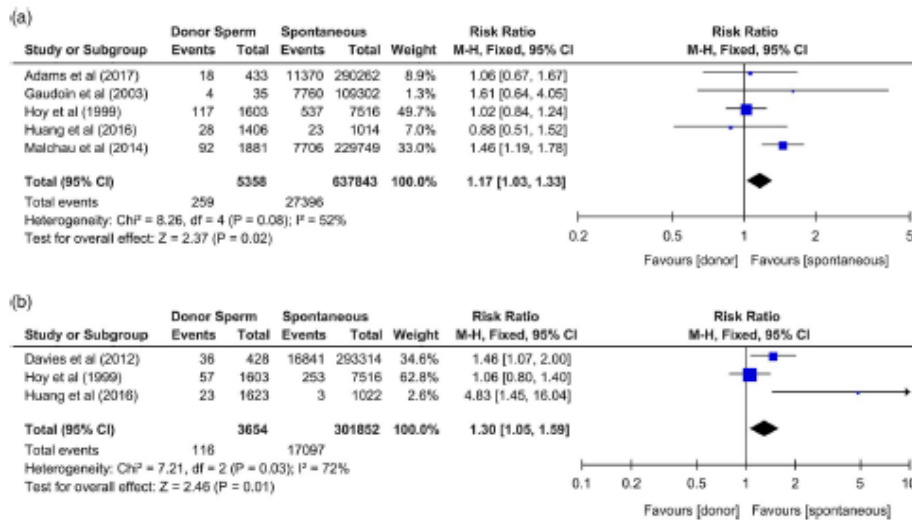 (a)
Donor Sperm Spontaneous Risk Ratio Risk Ratio
Study or Subgroup Events Total Events Total Weight M-H, Fixed, 95% CI M-H, Fixed, 95% CI
Adams et al (2017) 18 433 11370 290262 8.9% 1.06 [0.67, 1.67]
Gaudoin et al (2003) 4 35 7760 109302 1.3% 1.61 [0.64, 4.05]
Hoy et al (1999) 117 1603 537 7516 49.7% 1.02 [0.84, 1.24]
Huang et al (2016) 28 1406 23 1014 7.0% 0.88 [0.51, 1.52]
Malchau et al (2014) 92 1881 7706 229749 33.0% 1.46 [1.19, 1.78]
Total (95% CI) 5358 637843 100.0% 1.17 [1.03, 1.33]
Total events 259 27396
Heterogeneity: Chi² = 8.26, df = 4 (P = 0.08); I² = 52%
Test for overall effect: Z = 2.37 (P = 0.02)
0.2 0.5 1 2 5
Favours [donor] Favours [spontaneous]
(b)
Donor Sperm Spontaneous Risk Ratio Risk Ratio
Study or Subgroup Events Total Events Total Weight M-H, Fixed, 95% CI M-H, Fixed, 95% CI
Davies et al (2012) 36 428 16841 293314 34.6% 1.46 [1.07, 2.00]
Hoy et al (1999) 57 1603 253 7516 62.8% 1.06 [0.80, 1.40]
Huang et al (2016) 23 1623 3 1022 2.6% 4.83 [1.45, 16.04]
Total (95% CI) 3654 301852 100.0% 1.30 [1.05, 1.59]
Total events 116 17097
Heterogeneity: Chi² = 7.21, df = 2 (P = 0.03); I² = 72%
Test for overall effect: Z = 2.46 (P = 0.01)
0.1 0.2 0.5 1 2 5 10
Favours [donor] Favours [spontaneous]